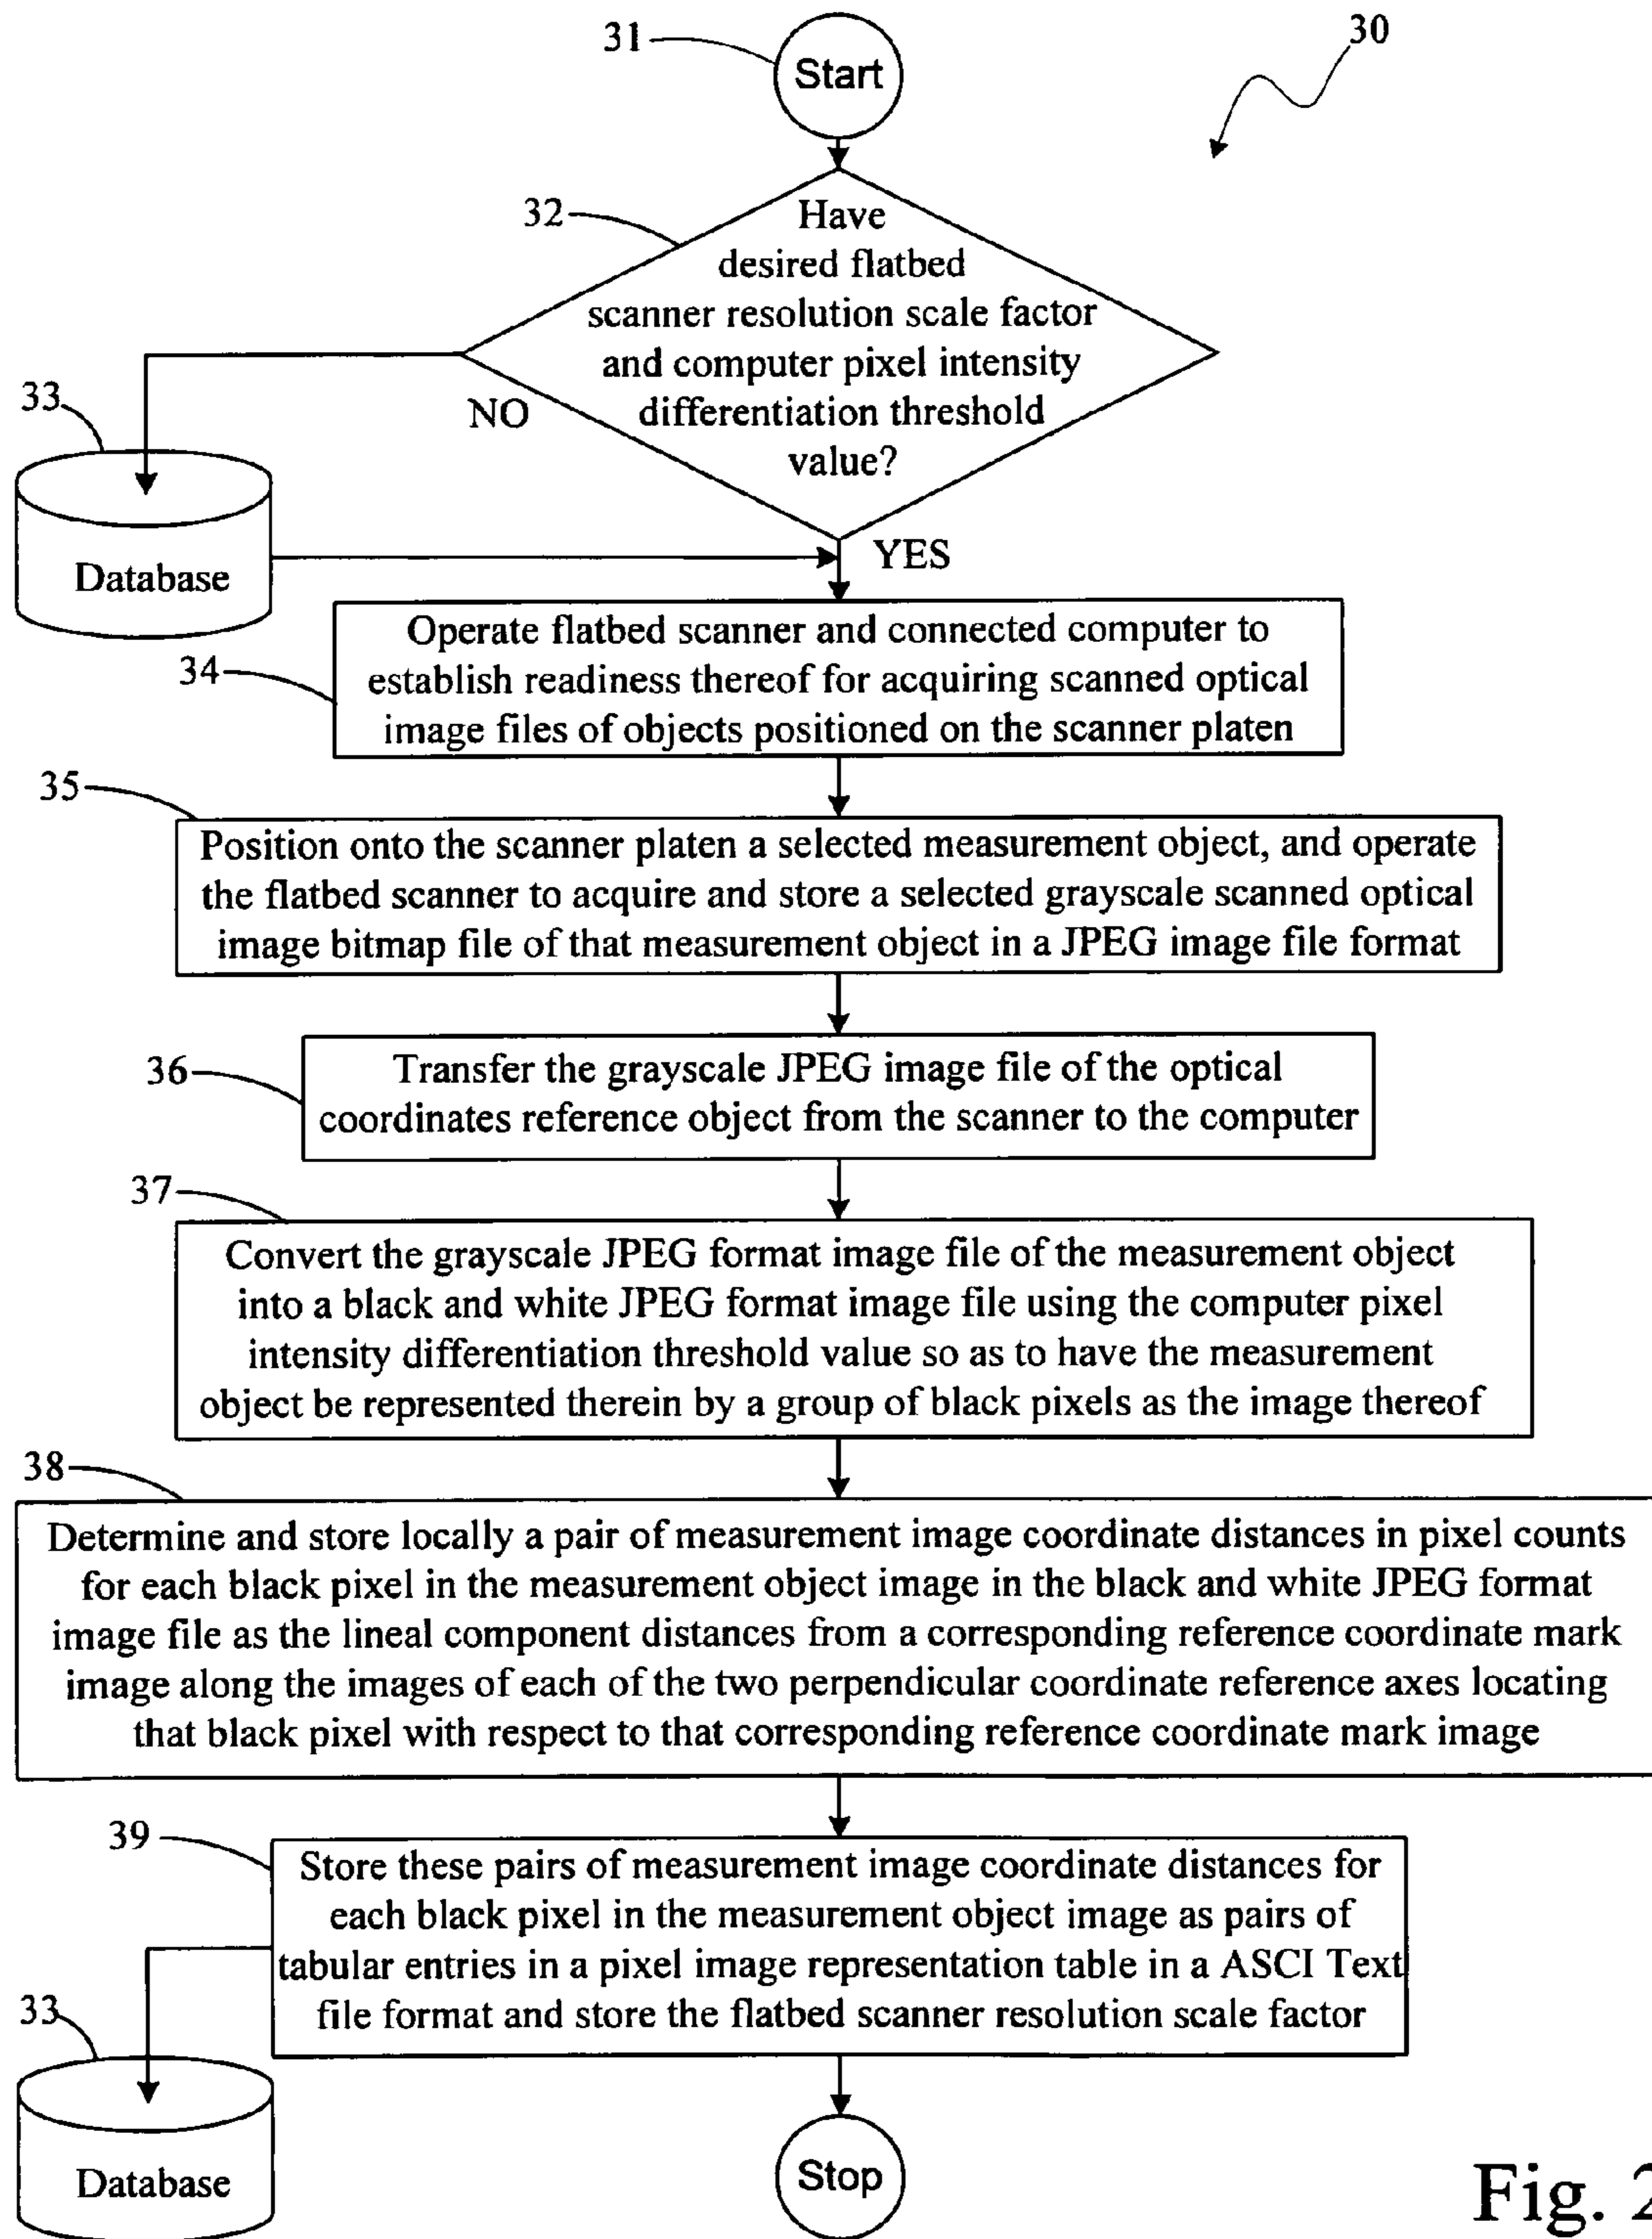 31
Start
30
32
Have
desired flatbed
scanner resolution scale factor
and computer pixel intensity
differentiation threshold
value?
NO
33
Database
YES
34
Operate flatbed scanner and connected computer to
establish readiness thereof for acquiring scanned optical
image files of objects positioned on the scanner platen
35
Position onto the scanner platen a selected measurement object, and operate
the flatbed scanner to acquire and store a selected grayscale scanned optical
image bitmap file of that measurement object in a JPEG image file format
36
Transfer the grayscale JPEG image file of the optical
coordinates reference object from the scanner to the computer
37
Convert the grayscale JPEG format image file of the measurement object
into a black and white JPEG format image file using the computer pixel
intensity differentiation threshold value so as to have the measurement
object be represented therein by a group of black pixels as the image thereof
38
Determine and store locally a pair of measurement image coordinate distances in pixel counts
for each black pixel in the measurement object image in the black and white JPEG format
image file as the lineal component distances from a corresponding reference coordinate mark
image along the images of each of the two perpendicular coordinate reference axes locating
that black pixel with respect to that corresponding reference coordinate mark image
39
Store these pairs of measurement image coordinate distances for
each black pixel in the measurement object image as pairs of
tabular entries in a pixel image representation table in a ASCI Text
file format and store the flatbed scanner resolution scale factor
33
Database
Stop
Fig. 2